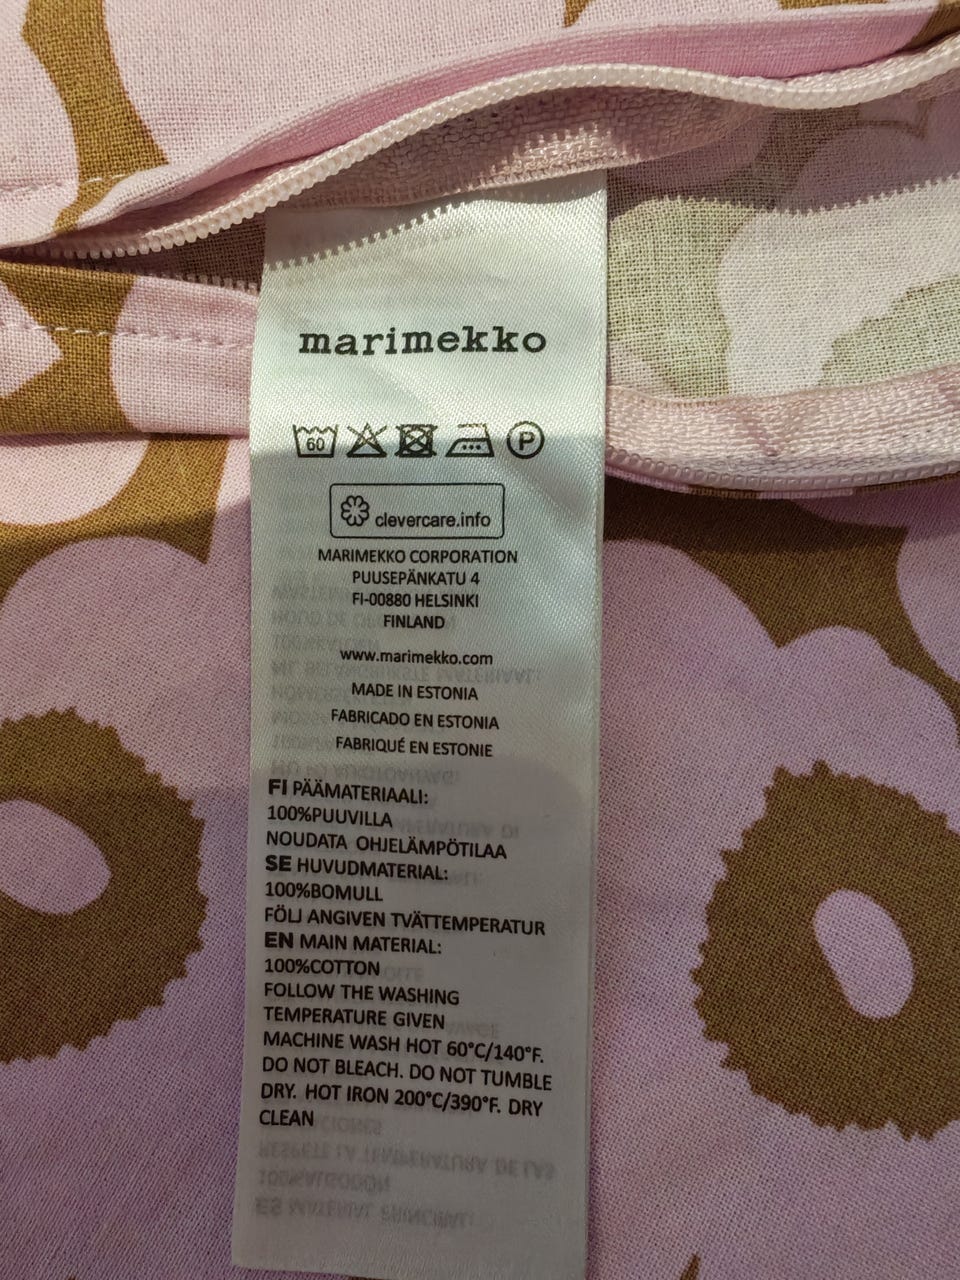 marimekko
60 P
clevercare.info
MARIMEKKO CORPORATION
PUUSEPÄNKATU 4
FI-00880 HELSINKI
FINLAND
www.marimekko.com
MADE IN ESTONIA
FABRICADO EN ESTONIA
FABRIQUÉ EN ESTONIE
FI PÄÄMATERIAALI:
100%PUUVILLA
NOUDATA OHJELÄMPÖTILAA
SE HUVUDMATERIAL:
100%BOMULL
FÖLJ ANGIVEN TVÄTTEMPERATUR
EN MAIN MATERIAL:
100%COTTON
FOLLOW THE WASHING
TEMPERATURE GIVEN
MACHINE WASH HOT 60°C/140°F.
DO NOT BLEACH. DO NOT TUMBLE
DRY. HOT IRON 200°C/390°F. DRY
CLEAN